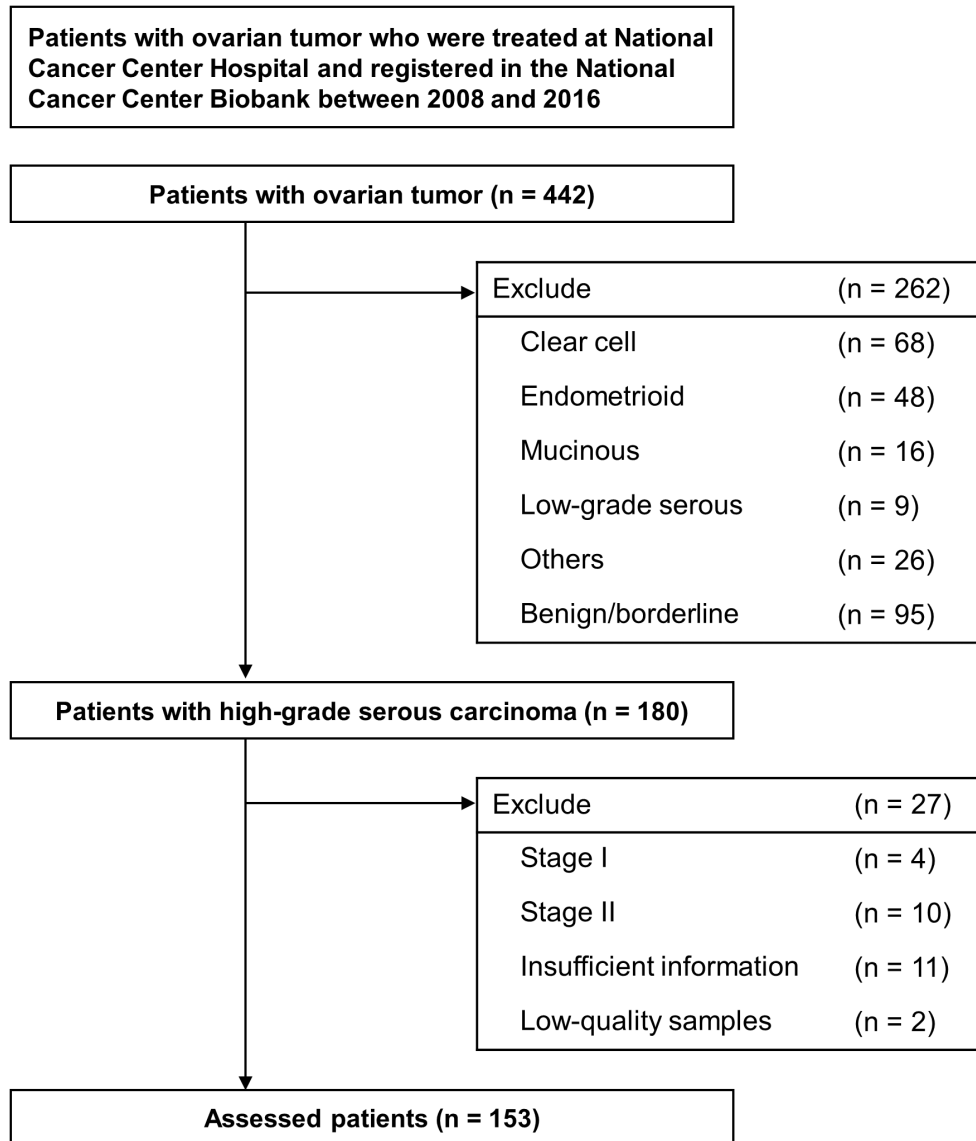 Patients with ovarian tumor who were treated at National
Cancer Center Hospital and registered in the National
Cancer Center Biobank between 2008 and 2016
Patients with ovarian tumor (n = 442)
Exclude (n = 262)
Clear cell (n = 68)
Endometrioid (n = 48)
Mucinous (n = 16)
Low-grade serous (n = 9)
Others (n = 26)
Benign/borderline (n = 95)
Patients with high-grade serous carcinoma (n = 180)
Exclude (n = 27)
Stage I (n = 4)
Stage II (n = 10)
Insufficient information (n = 11)
Low-quality samples (n = 2)
Assessed patients (n = 153)